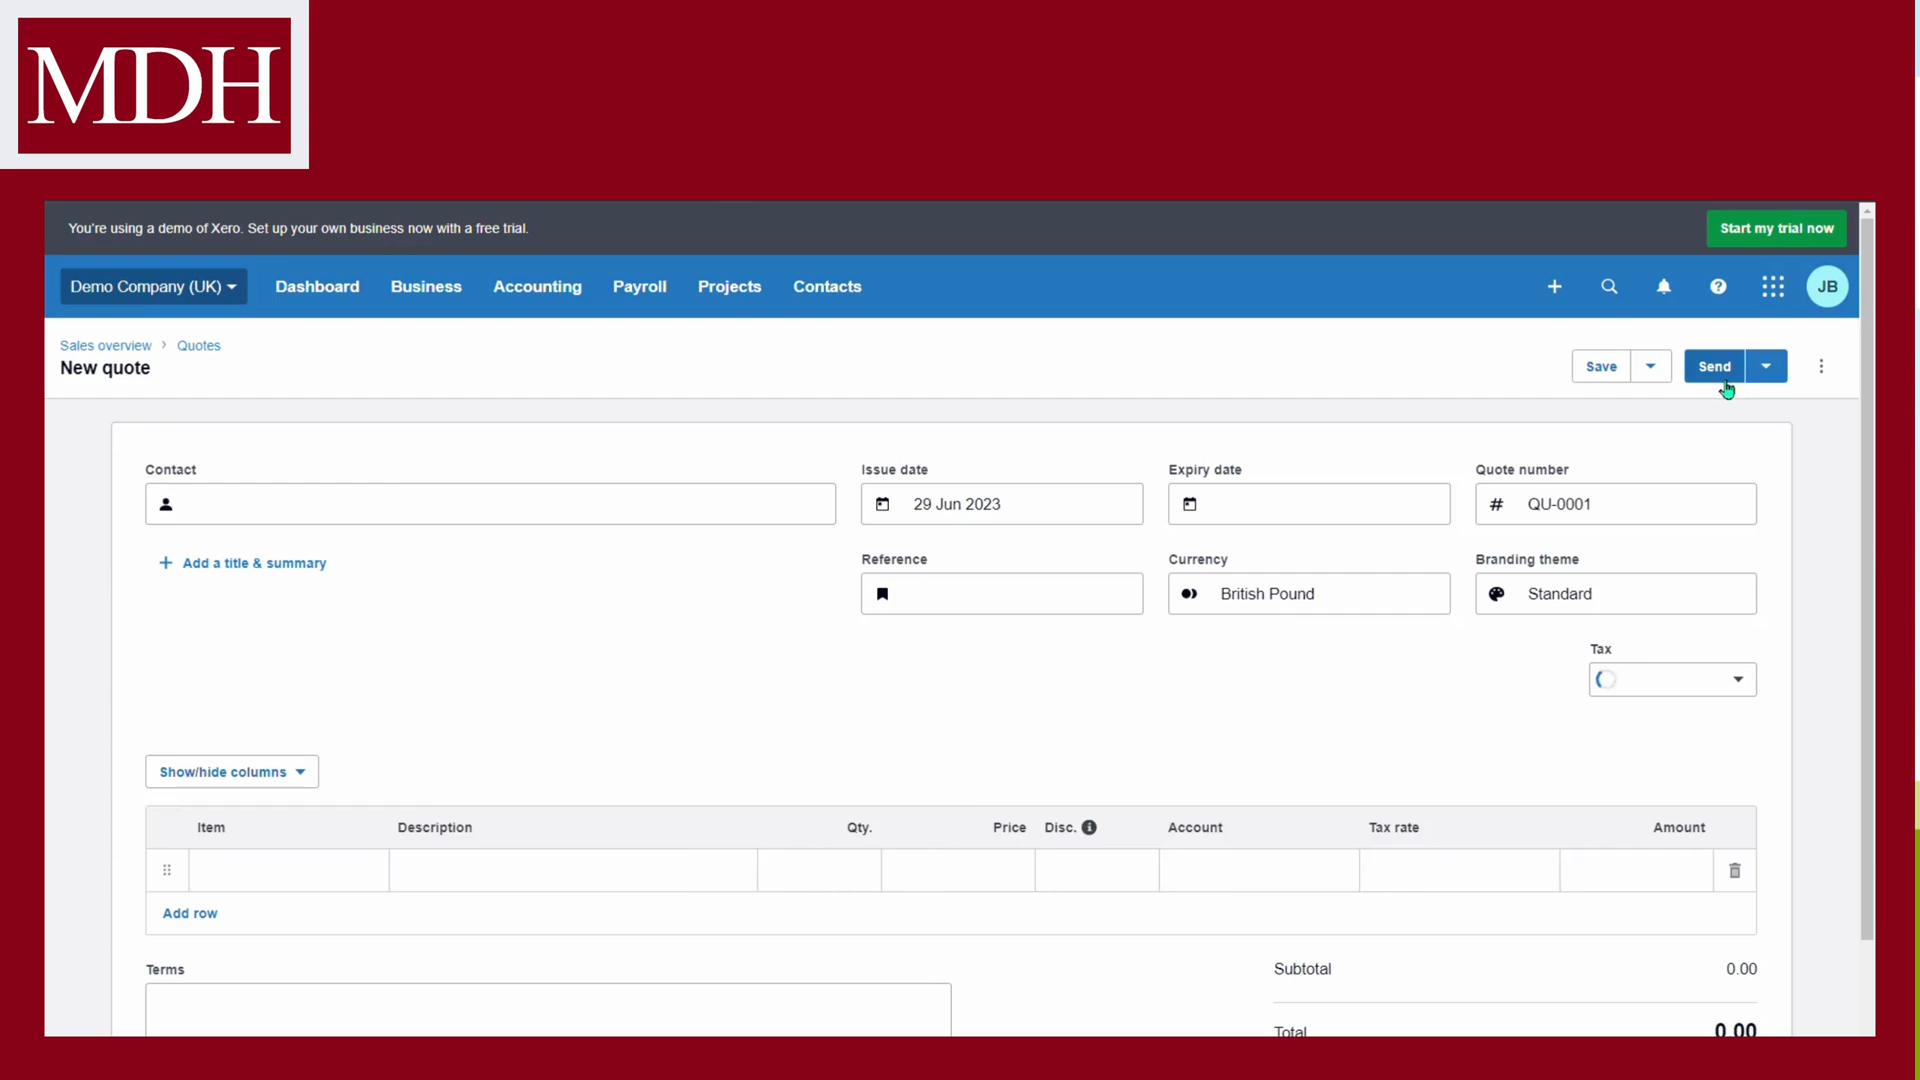 MDH
You're using a demo of Xero. Set up your own business now with a free trial.
Start my trial now
Demo Company (UK)
Dashboard
Business
Accounting
Payroll
Projects
Contacts
JB
Sales overview
Quotes
New quote
Save
Send
Contact
Issue date
Expiry date
Quote number
29 Jun 2023
# QU-0001
+ Add a title & summary
Reference
Currency
Branding theme
British Pound
Standard
Tax
Show/hide columns
Item
Description
Qty.
Price
Disc.
Account
Tax rate
Amount
Add row
Terms
Subtotal
0.00
Total
0.00